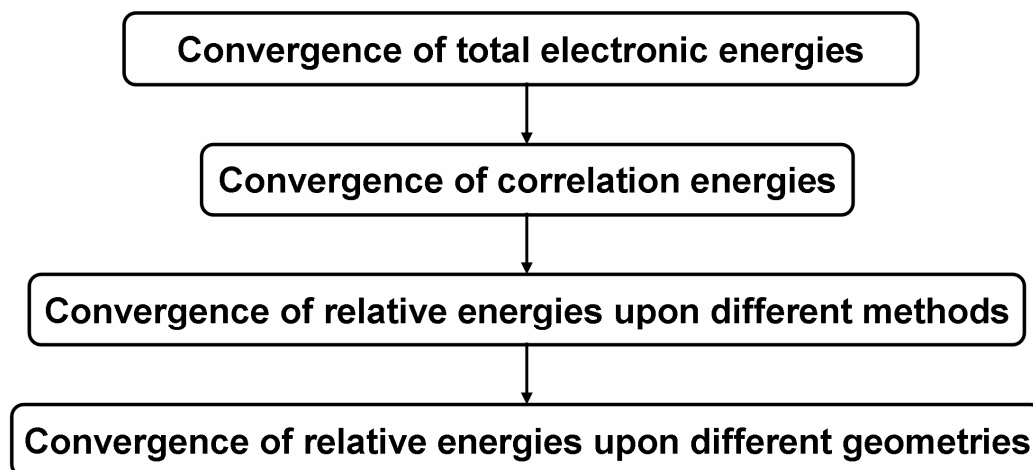 Convergence of total electronic energies
Convergence of correlation energies
Convergence of relative energies upon different methods
Convergence of relative energies upon different geometries